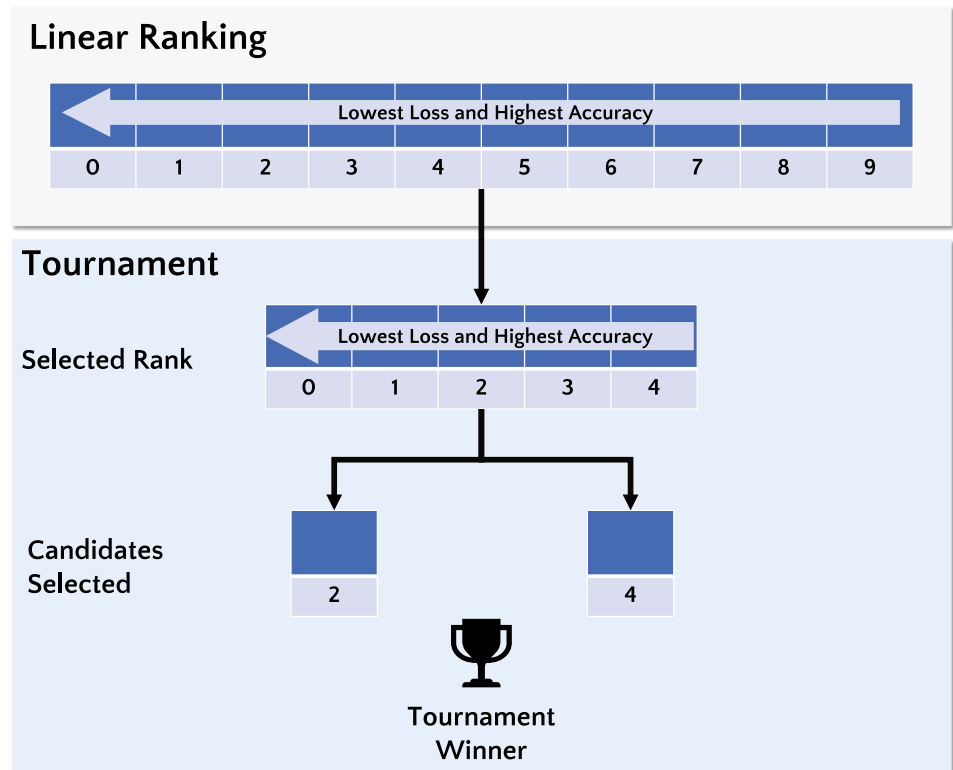 Linear Ranking
Lowest Loss and Highest Accuracy
0 1 2 3 4 5 6 7 8 9
Tournament
Lowest Loss and Highest Accuracy
Selected Rank
0 1 2 3 4
Candidates
Selected
2 4
Tournament
Winner